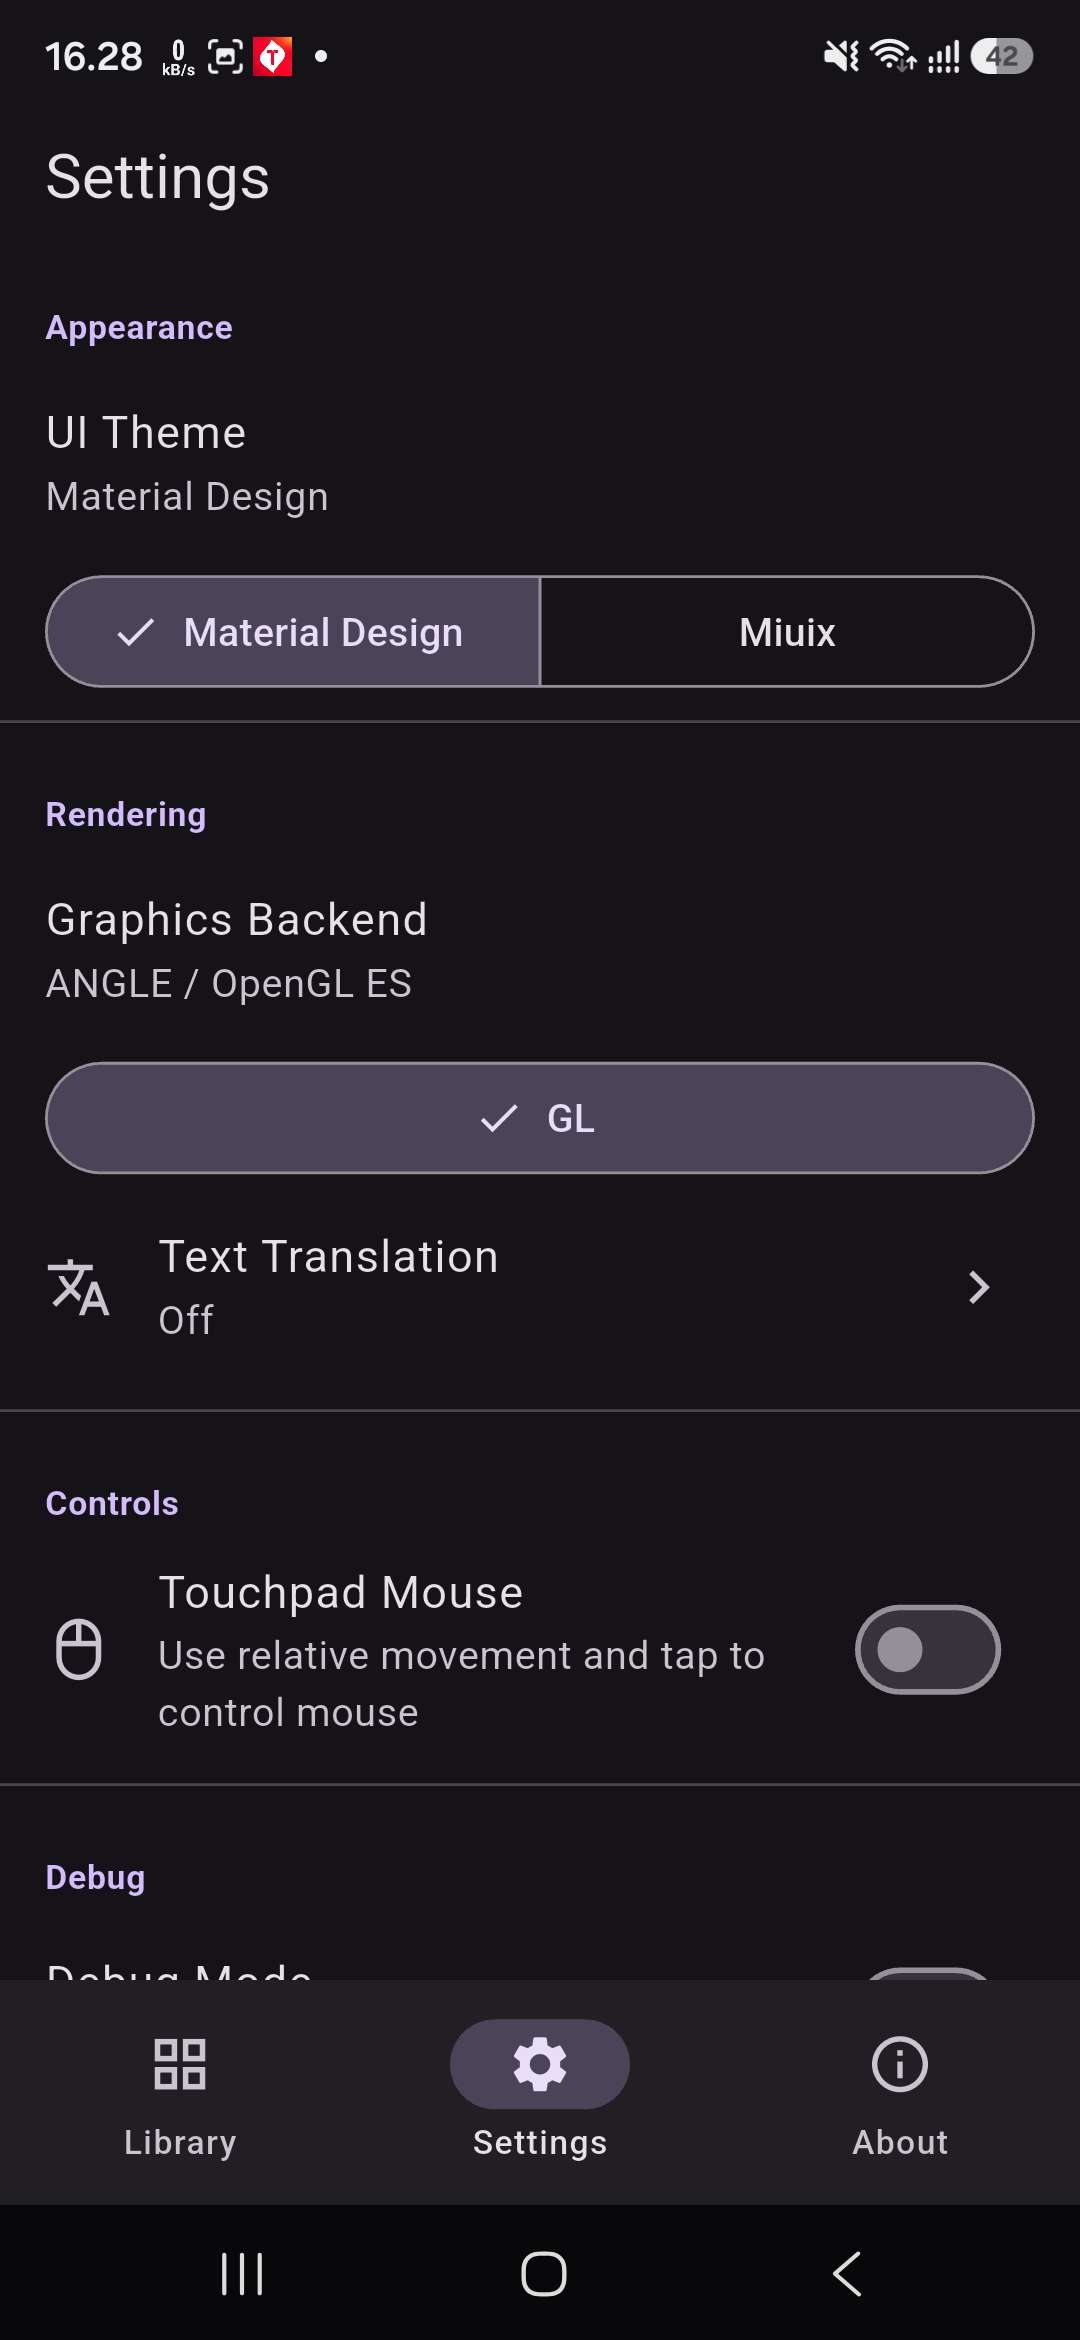 16.28 0 kB/s 42
Settings
Appearance
UI Theme
Material Design
Material Design Miuix
Rendering
Graphics Backend
ANGLE / OpenGL ES
GL
Text Translation
Off
Controls
Touchpad Mouse
Use relative movement and tap to
control mouse
Debug
Debug Mode
Library Settings About